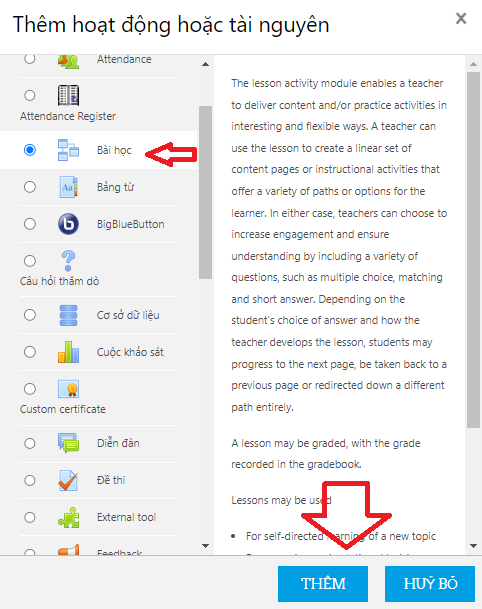 Thêm hoạt động hoặc tài nguyên
×
Attendance
Attendance Register
Bài học
Bảng từ
BigBlueButton
Câu hỏi thăm dò
Cơ sở dữ liệu
Cuộc khảo sát
Custom certificate
Diễn đàn
Đề thi
External tool
Feedback
The lesson activity module enables a teacher
to deliver content and/or practice activities in
interesting and flexible ways. A teacher can
use the lesson to create a linear set of
content pages or instructional activities that
offer a variety of paths or options for the
learner. In either case, teachers can choose to
increase engagement and ensure
understanding by including a variety of
questions, such as multiple choice, matching
and short answer. Depending on the
student's choice of answer and how the
teacher develops the lesson, students may
progress to the next page, be taken back to a
previous page or redirected down a different
path entirely.
A lesson may be graded, with the grade
recorded in the gradebook.
Lessons may be used
• For self-directed learning of a new topic
THÊM
HUỶ BỎ